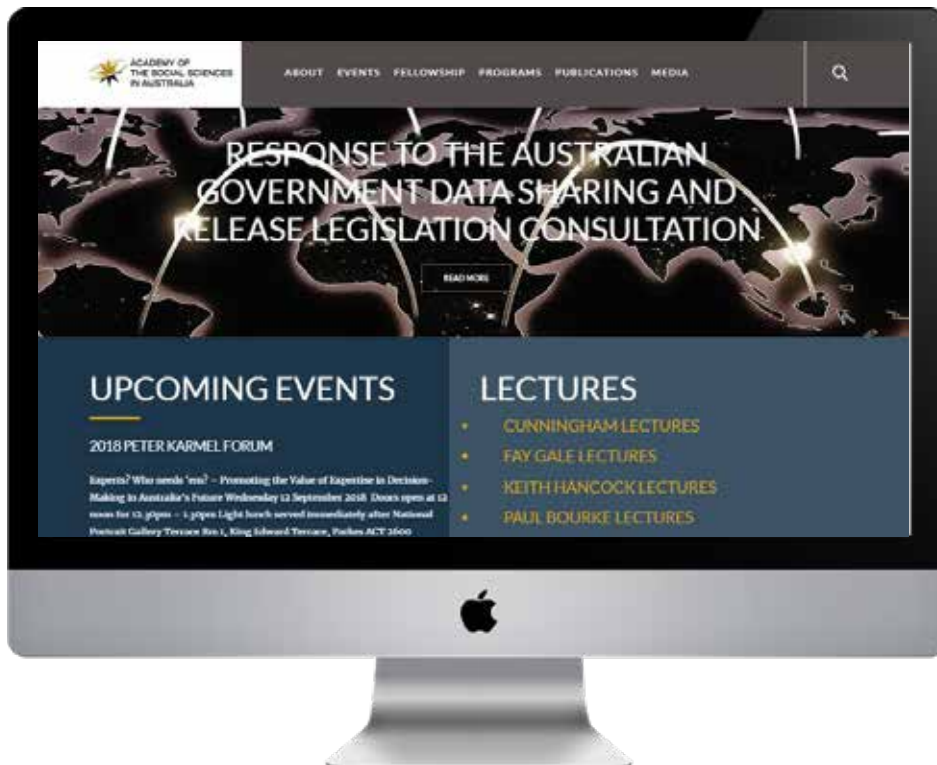 ACADEMY OF
THE SOCIAL SCIENCES
IN AUSTRALIA
ABOUT EVENTS FELLOWSHIP PROGRAMS PUBLICATIONS MEDIA
RESPONSE TO THE AUSTRALIAN
GOVERNMENT DATA SHARING AND
RELEASE LEGISLATION CONSULTATION
READ MORE
UPCOMING EVENTS
2018 PETER KARMEL FORUM
Experts? Who needs 'em? – Promoting the Value of Expertise in Decision-
Making in Australia's Future Wednesday 12 September 2018 Doors open at 12
noon for 12.30pm – 1.30pm Light lunch served immediately after National
Portrait Gallery Terrace Rm 1, King Edward Terrace, Parkes ACT 2600
LECTURES
• CUNNINGHAM LECTURES
• FAY GALE LECTURES
• KEITH HANCOCK LECTURES
• PAUL BOURKE LECTURES